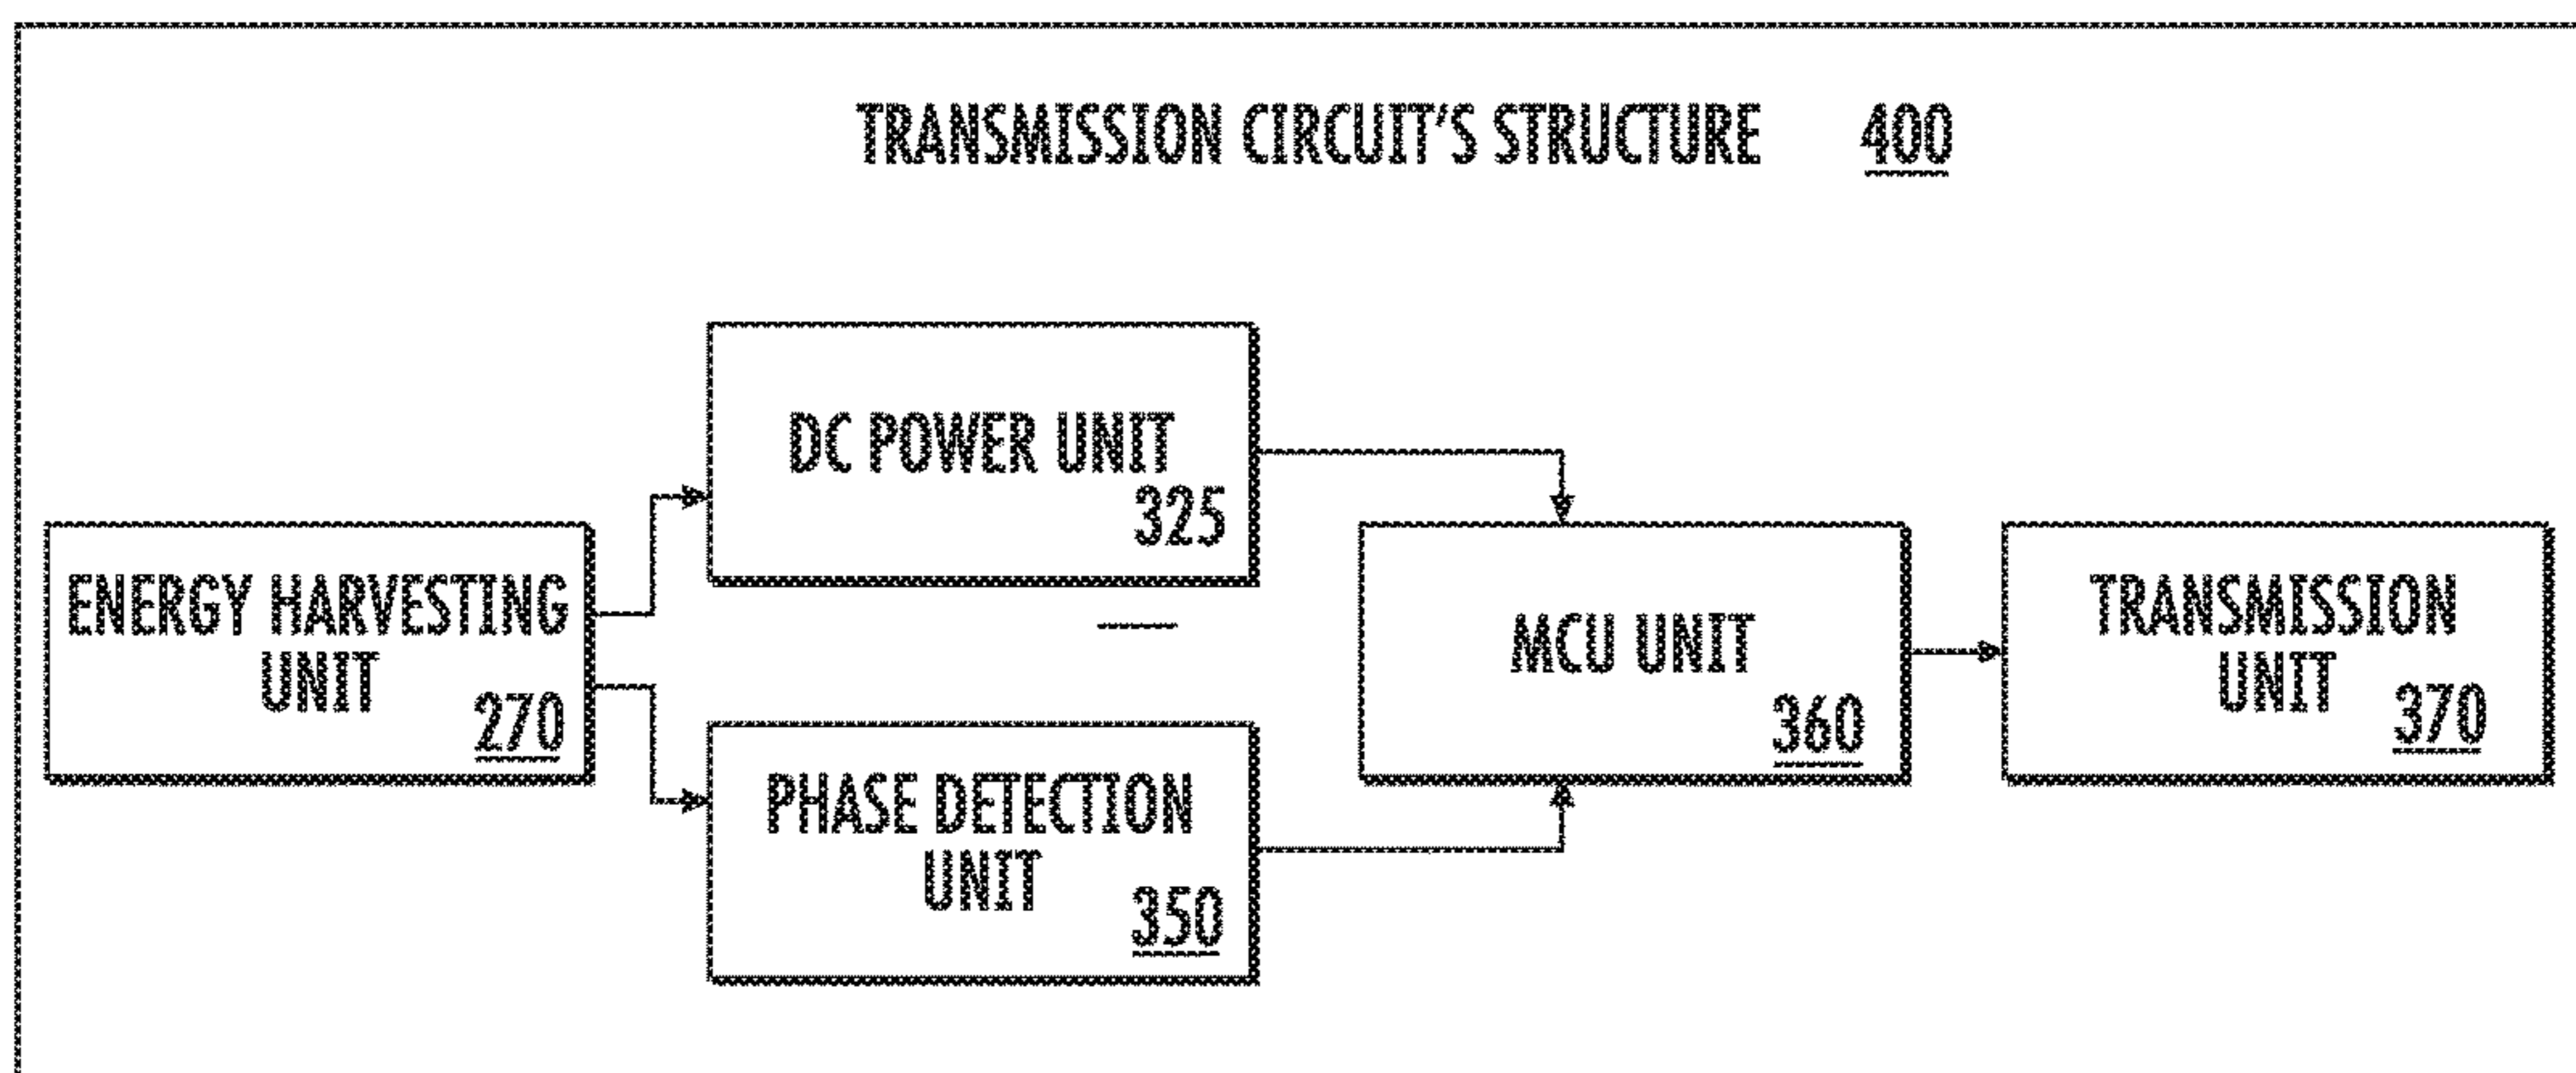 TRANSMISSION CIRCUIT'S STRUCTURE 400
DC POWER UNIT
325
ENERGY HARVESTING
UNIT
270
PHASE DETECTION
UNIT
350
MCU UNIT
360
TRANSMISSION
UNIT
370